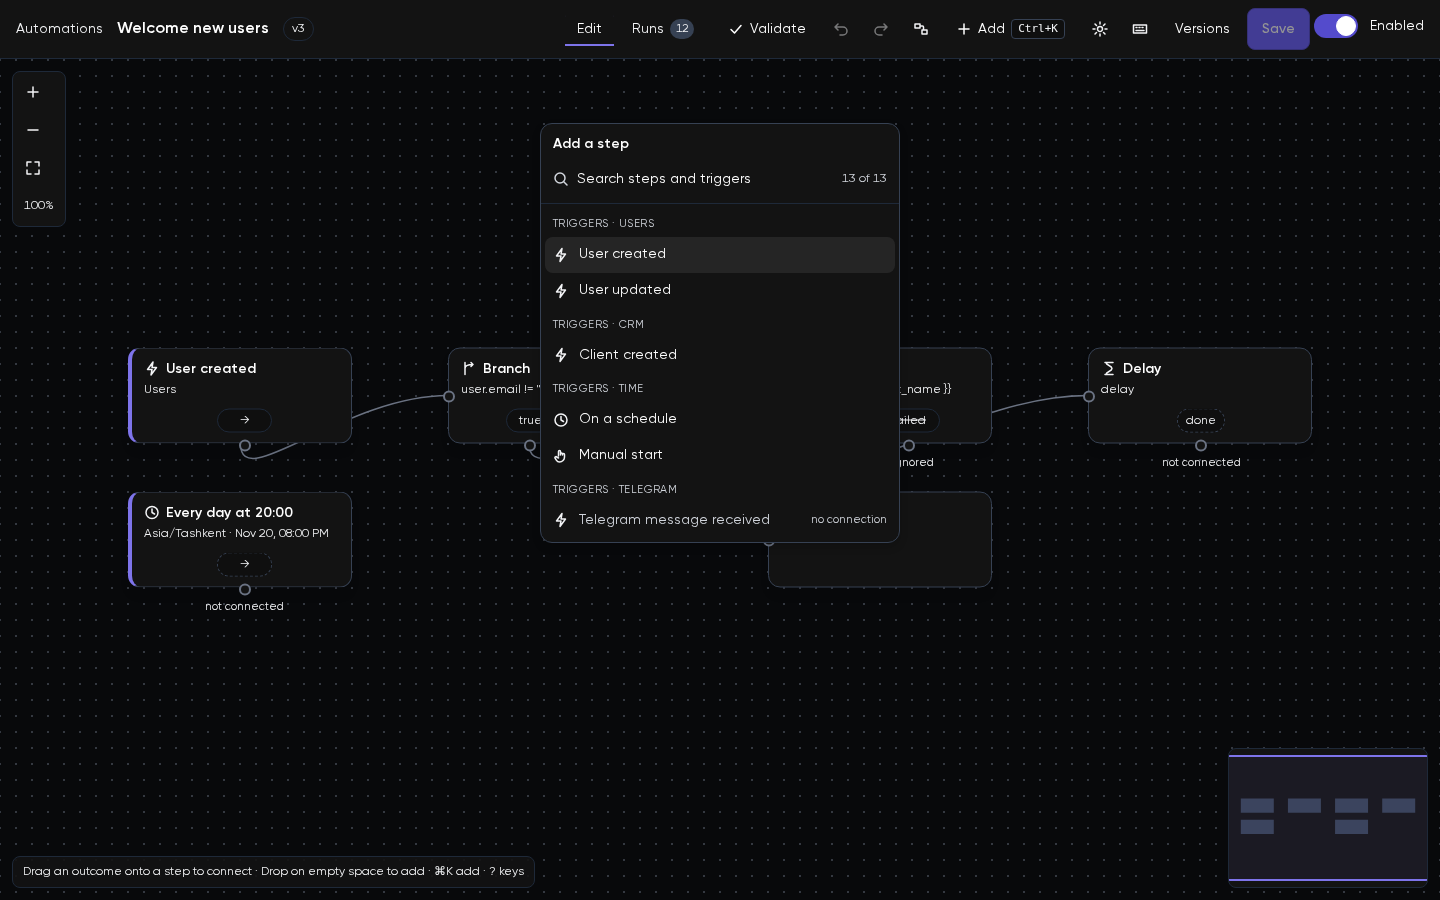 Automations Welcome new users v3 Edit Runs 12 Validate Add Ctrl+K Versions Save Enabled
100%
Add a step
Search steps and triggers 13 of 13
TRIGGERS · USERS
User created
User updated
TRIGGERS · CRM
Client created
TRIGGERS · TIME
On a schedule
Manual start
TRIGGERS · TELEGRAM
Telegram message received no connection
User created
Users
→
Branch
user.email != "
true
_name }}
ailed
gnored
Delay
delay
done
not connected
Every day at 20:00
Asia/Tashkent · Nov 20, 08:00 PM
→
not connected
Drag an outcome onto a step to connect · Drop on empty space to add · ⌘K add · ? keys